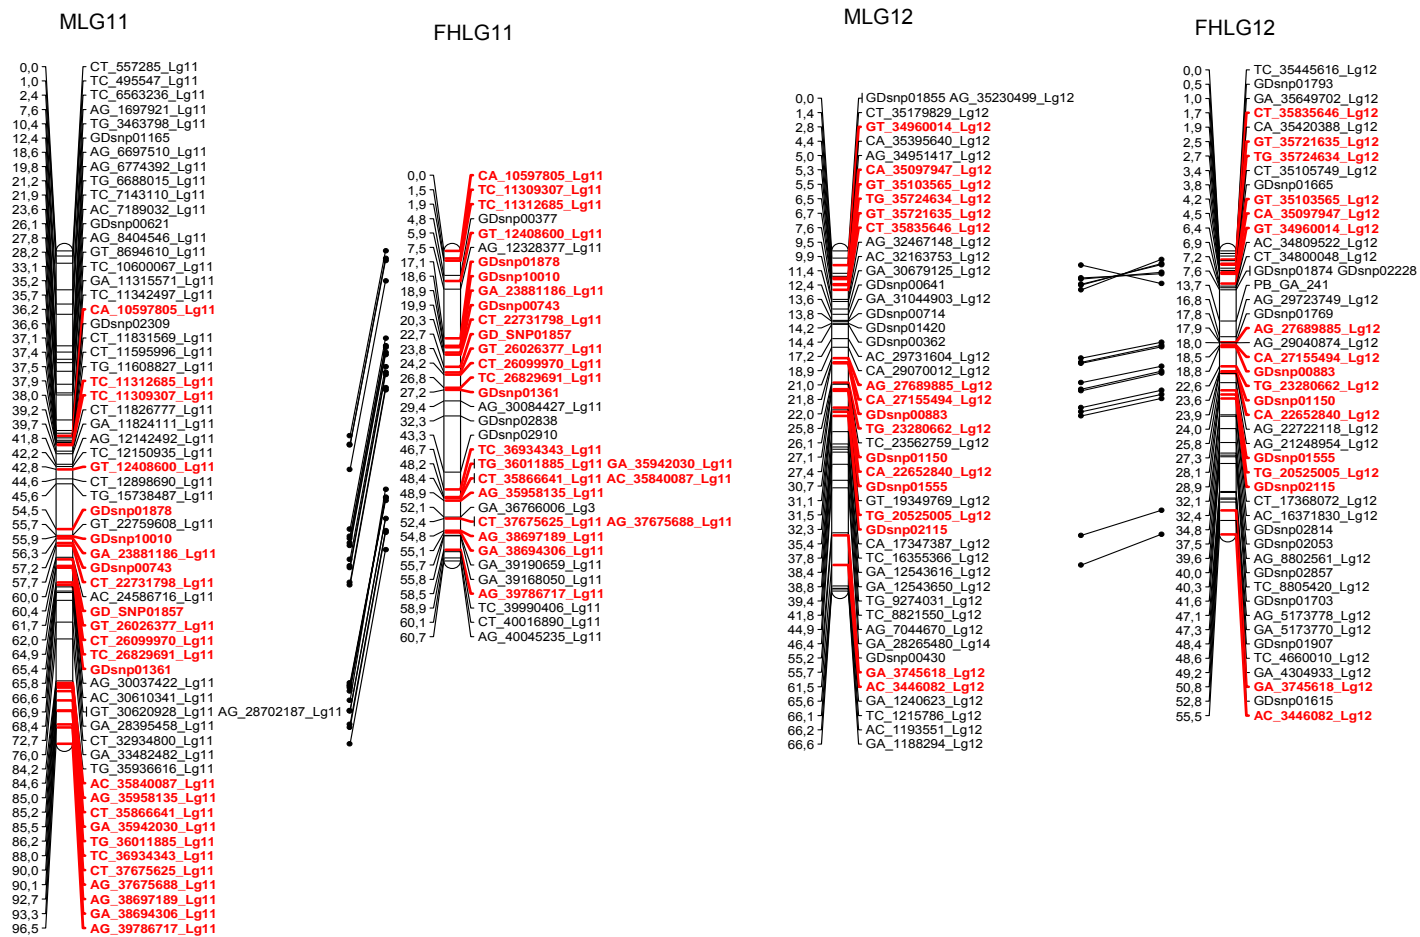 MLG11
0,0 CT_557285_Lg11
1,0 TC_495547_Lg11
2,4 TC_6563236_Lg11
7,6 AG_1697921_Lg11
10,4 TG_3463798_Lg11
12,4 GDsnp01165
18,6 AG_6697510_Lg11
19,8 AG_6774392_Lg11
21,2 TG_6688015_Lg11
21,9 TC_7143110_Lg11
23,6 AC_7189032_Lg11
26,1 GDsnp00621
27,8 AG_8404546_Lg11
28,2 GT_8694610_Lg11
33,1 TC_10600067_Lg11
35,2 GA_11315571_Lg11
35,7 TC_11342497_Lg11
36,2 CA_10597805_Lg11
36,6 GDsnp02309
37,1 CT_11831569_Lg11
37,4 CT_11595996_Lg11
37,5 TG_11608827_Lg11
37,9 TC_11312685_Lg11
38,0 TC_11309307_Lg11
39,2 CT_11826777_Lg11
39,7 GA_11824111_Lg11
41,8 AG_12142492_Lg11
42,2 TC_12150935_Lg11
42,8 GT_12408600_Lg11
44,6 CT_12898690_Lg11
45,6 TG_15738487_Lg11
54,5 GDsnp01878
55,7 GT_22759608_Lg11
55,9 GDsnp10010
56,3 GA_23881186_Lg11
57,2 GDsnp00743
57,7 CT_22731798_Lg11
60,0 AC_24586716_Lg11
60,4 GD_SNP01857
61,7 GT_26026377_Lg11
62,0 CT_26099970_Lg11
64,9 TC_26829691_Lg11
65,4 GDsnp01361
65,8 AG_30037422_Lg11
66,6 AC_30610341_Lg11
66,9 GT_30620928_Lg11 AG_28702187_Lg11
68,4 GA_28395458_Lg11
72,7 CT_32934800_Lg11
76,0 GA_33482482_Lg11
84,2 TG_35936616_Lg11
84,6 AC_35840087_Lg11
85,0 AG_35958135_Lg11
85,2 CT_35866641_Lg11
85,5 GA_35942030_Lg11
86,2 TG_36011885_Lg11
88,0 TC_36934343_Lg11
90,0 CT_37675625_Lg11
90,1 AG_37675688_Lg11
92,7 AG_38697189_Lg11
93,3 GA_38694306_Lg11
96,5 AG_39786717_Lg11
FHLG11
0,0 CA_10597805_Lg11
1,5 TC_11309307_Lg11
1,9 TC_11312685_Lg11
4,8 GDsnp00377
5,9 GT_12408600_Lg11
7,5 AG_12328377_Lg11
17,1 GDsnp01878
18,6 GDsnp10010
18,9 GA_23881186_Lg11
19,9 GDsnp00743
20,3 CT_22731798_Lg11
22,7 GD_SNP01857
23,8 GT_26026377_Lg11
24,2 CT_26099970_Lg11
26,8 TC_26829691_Lg11
27,2 GDsnp01361
29,4 AG_30084427_Lg11
32,3 GDsnp02838
43,3 GDsnp02910
46,7 TC_36934343_Lg11
48,2 TG_36011885_Lg11 GA_35942030_Lg11
48,4 CT_35866641_Lg11 AC_35840087_Lg11
48,9 AG_35958135_Lg11
52,1 GA_36766006_Lg3
52,4 CT_37675625_Lg11 AG_37675688_Lg11
54,8 AG_38697189_Lg11
55,1 GA_38694306_Lg11
55,7 GA_39190659_Lg11
55,8 GA_39168050_Lg11
58,5 AG_39786717_Lg11
58,9 TC_39990406_Lg11
60,1 CT_40016890_Lg11
60,7 AG_40045235_Lg11
MLG12
0,0 GDsnp01855 AG_35230499_Lg12
1,4 CT_35179829_Lg12
2,8 GT_34960014_Lg12
4,4 CA_35395640_Lg12
5,0 AG_34951417_Lg12
5,3 CA_35097947_Lg12
5,5 GT_35103565_Lg12
6,5 TG_35724634_Lg12
6,7 GT_35721635_Lg12
7,6 CT_35835646_Lg12
9,5 AG_32467148_Lg12
9,9 AC_32163753_Lg12
11,4 GA_30679125_Lg12
12,4 GDsnp00641
13,6 GA_31044903_Lg12
13,8 GDsnp00714
14,2 GDsnp01420
14,4 GDsnp00362
17,2 AC_29731604_Lg12
18,9 CA_29070012_Lg12
21,0 AG_27689885_Lg12
21,8 CA_27155494_Lg12
22,0 GDsnp00883
25,8 TG_23280662_Lg12
26,1 TC_23562759_Lg12
27,1 GDsnp01150
27,4 CA_22652840_Lg12
30,7 GDsnp01555
31,1 GT_19349769_Lg12
31,5 TG_20525005_Lg12
32,3 GDsnp02115
35,4 CA_17347387_Lg12
37,8 TC_16355366_Lg12
38,4 GA_12543616_Lg12
38,8 GA_12543650_Lg12
39,4 TG_9274031_Lg12
41,8 TC_8821550_Lg12
44,9 AG_7044670_Lg12
46,4 GA_28265480_Lg14
55,2 GDsnp00430
55,7 GA_3745618_Lg12
61,5 AC_3446082_Lg12
65,6 GA_1240623_Lg12
66,1 TC_1215786_Lg12
66,2 AC_1193551_Lg12
66,6 GA_1188294_Lg12
FHLG12
0,0 TC_35445616_Lg12
0,5 GDsnp01793
1,0 GA_35649702_Lg12
1,7 CT_35835646_Lg12
1,9 CA_35420388_Lg12
2,5 GT_35721635_Lg12
2,7 TG_35724634_Lg12
3,4 CT_35105749_Lg12
3,8 GDsnp01665
4,2 GT_35103565_Lg12
4,5 CA_35097947_Lg12
6,4 GT_34960014_Lg12
6,9 AC_34809522_Lg12
7,2 CT_34800048_Lg12
7,6 GDsnp01874 GDsnp02228
13,7 PB_GA_241
16,8 AG_29723749_Lg12
17,7 GDsnp01769
17,9 AG_27689885_Lg12
18,0 AG_29040874_Lg12
18,5 CA_27155494_Lg12
18,8 GDsnp00883
22,6 TG_23280662_Lg12
23,6 GDsnp01150
23,9 CA_22652840_Lg12
24,0 AG_22722118_Lg12
25,8 AG_21248954_Lg12
27,3 GDsnp01555
28,1 TG_20525005_Lg12
28,9 GDsnp02115
32,1 CT_17368072_Lg12
32,4 AC_16371830_Lg12
34,8 GDsnp02814
37,5 GDsnp02053
39,6 AG_8802561_Lg12
40,0 GDsnp02857
40,3 TC_8805420_Lg12
41,6 GDsnp01703
47,1 AG_5173778_Lg12
47,3 GA_5173770_Lg12
48,4 GDsnp01907
48,6 TC_4660010_Lg12
49,2 GA_4304933_Lg12
50,8 GA_3745618_Lg12
52,8 GDsnp01615
55,5 AC_3446082_Lg12